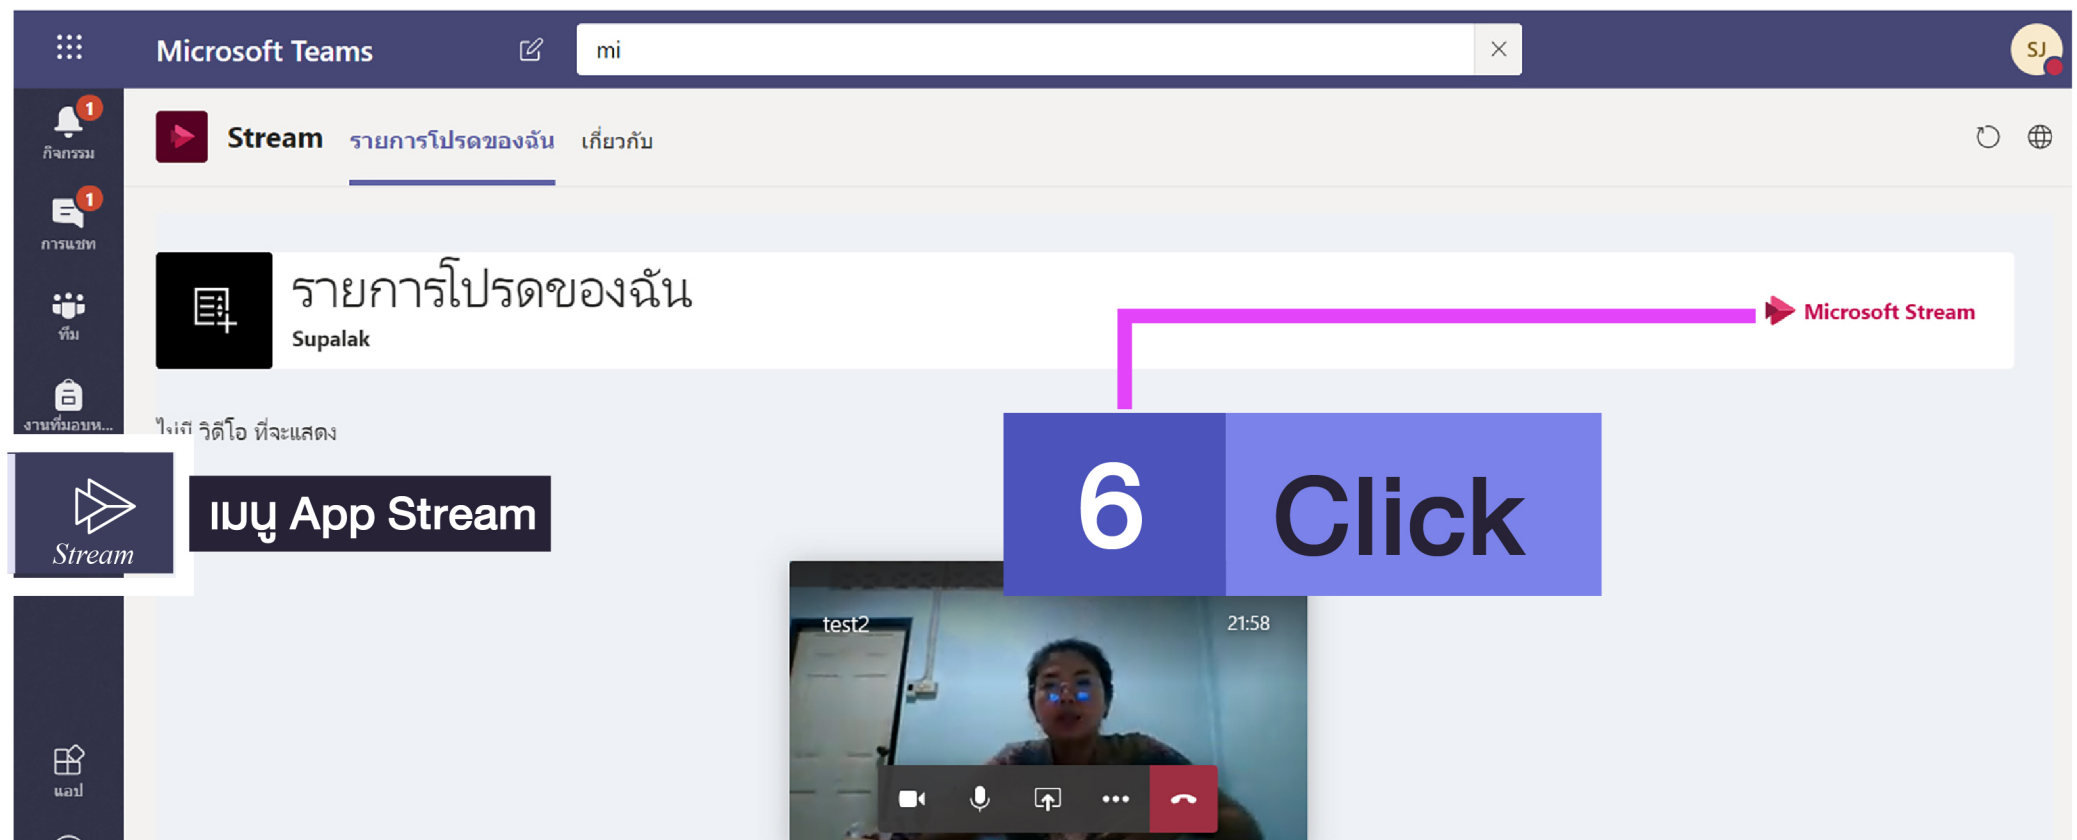 Microsoft Teams
mi
SJ
1
กิจกรรม
Stream
รายการโปรดของฉัน
เกี่ยวกับ
1
การแชท
รายการโปรดของฉัน
Supalak
Microsoft Stream
ทีม
งานที่มอบห...
ไม่มี วิดีโอ ที่จะแสดง
6
Click
Stream
เมนู App Stream
test2
21:58
แอป